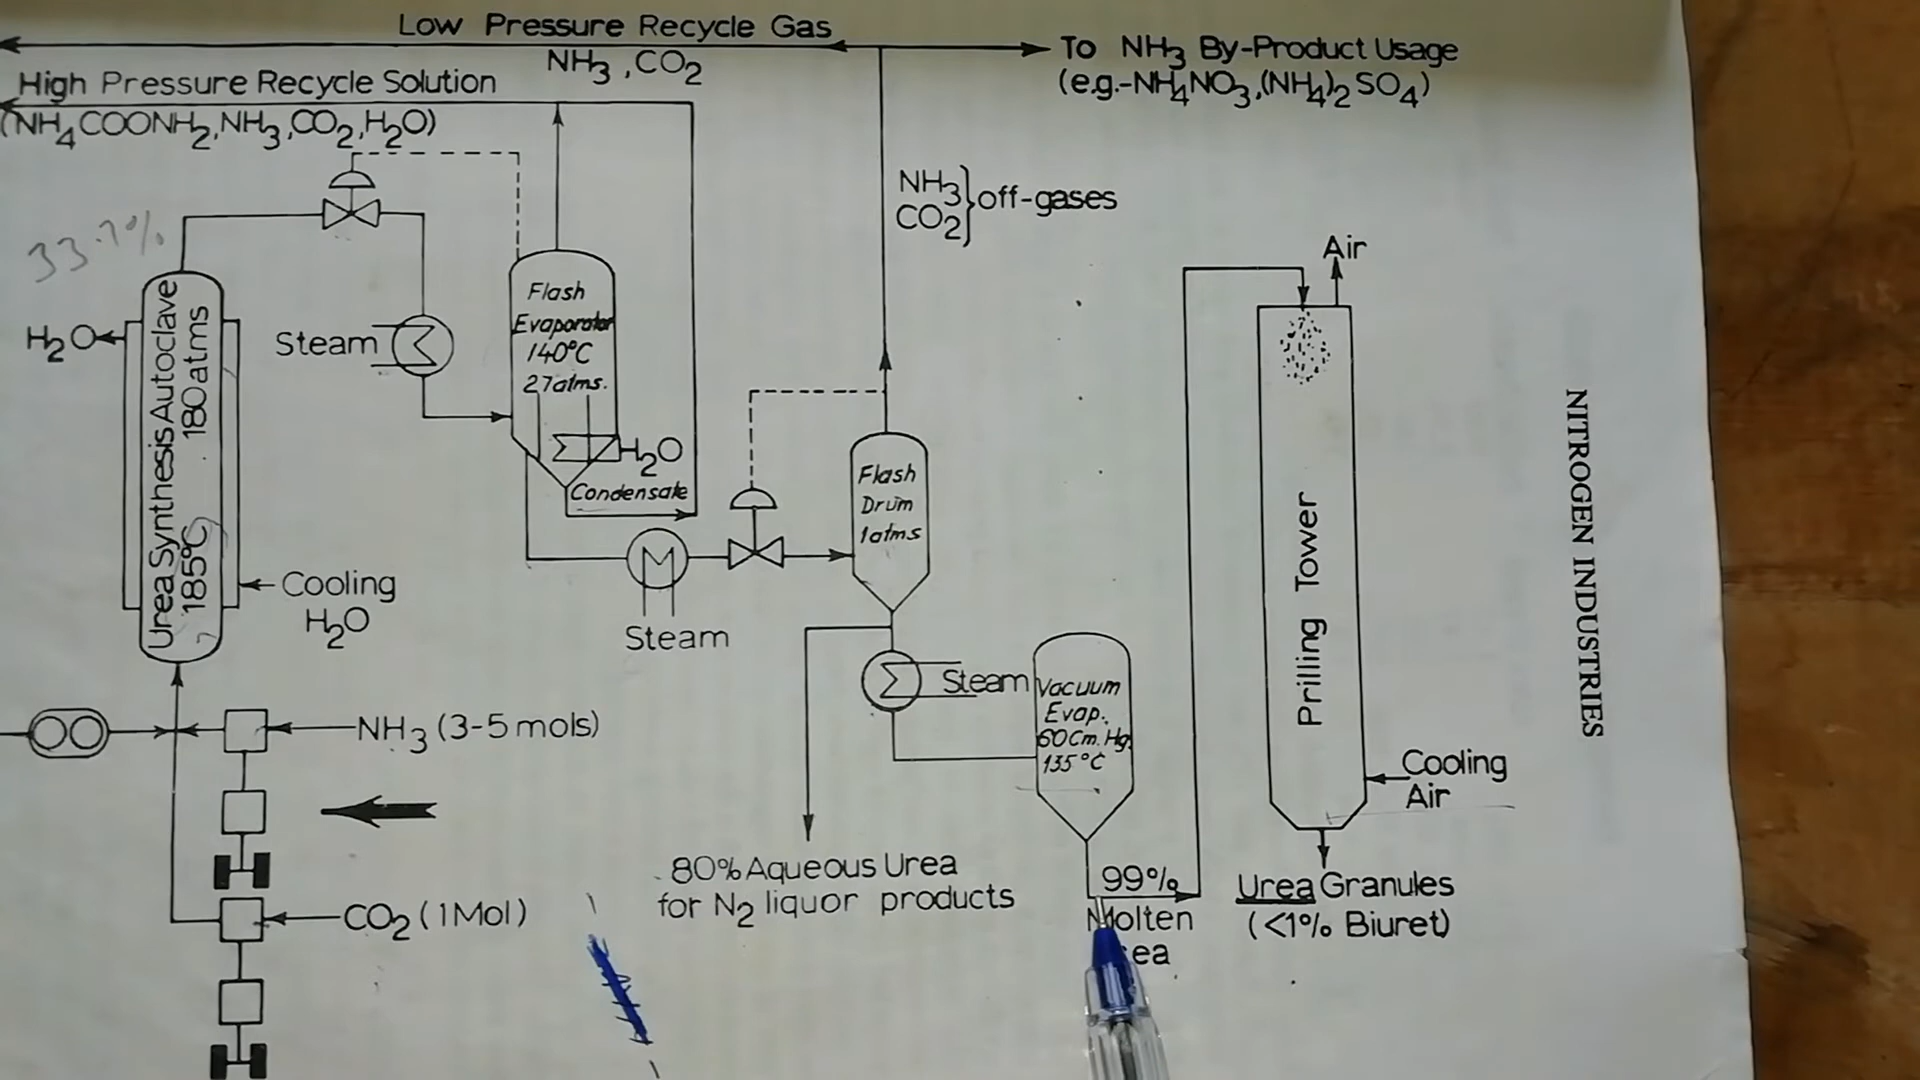 Low Pressure Recycle Gas
NH3, CO2
To NH3 By-Product Usage
(e.g.-NH4NO3,(NH4)2SO4)
High Pressure Recycle Solution
(NH4COONH2,NH3,CO2,H2O)
33.1%
NH3
CO2
off-gases
Air
Flash
Evaporator
140°C
27atms.
H2O
Steam
Urea Synthesis Autoclave
185°C 180atms
H2O
Condensate
Flash
Drum
1atms
Cooling
H2O
Steam
Steam
Vacuum
Evap.
60Cm.Hg.
135°C
Prilling Tower
NITROGEN INDUSTRIES
NH3 (3-5 mols)
Cooling
Air
80% Aqueous Urea
for N2 liquor products
99%
Molten
Urea Granules
(<1% Biuret)
CO2 (1Mol)